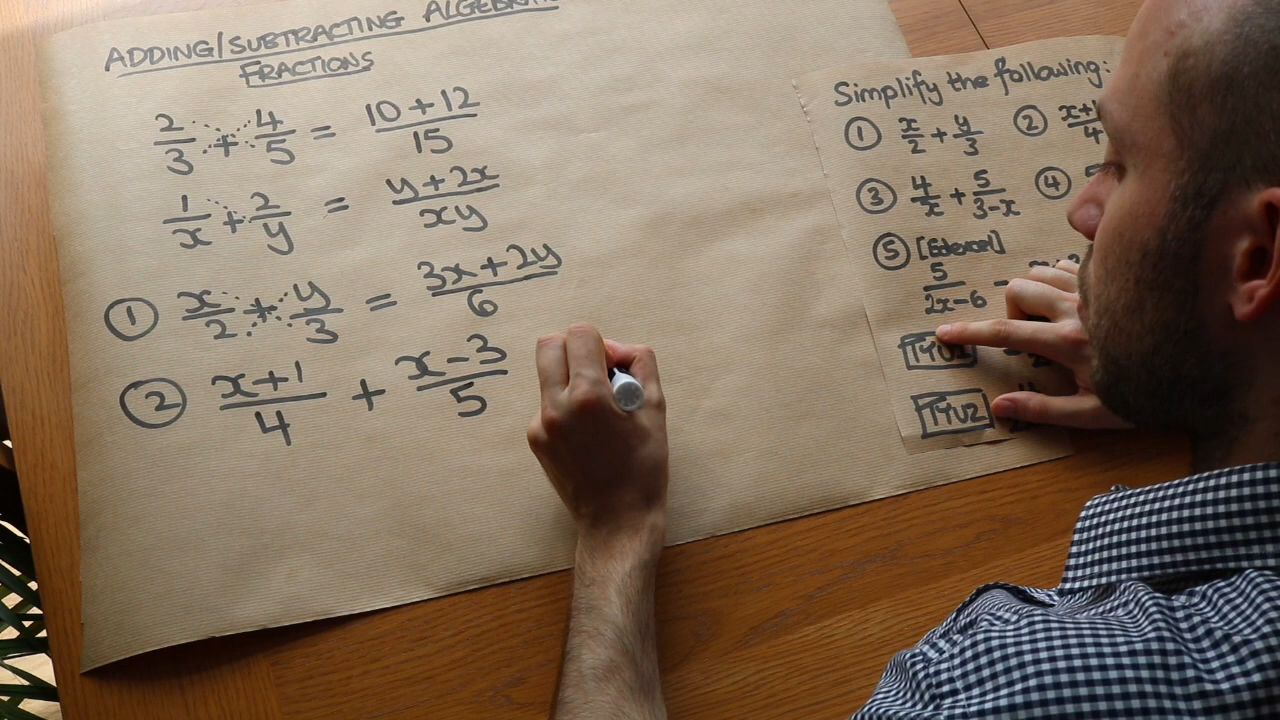 ADDING/SUBTRACTING
FRACTIONS
2/3 + 4/5 = (10 + 12)/15
1/x + 2/y = (y + 2x)/xy
① x/2 + y/3 = (3x + 2y)/6
② (x+1)/4 + (x-3)/5
Simplify the following:
① x/2 + y/3 ②
③ 4/x + 5/(3-x) ④
⑤ [Edexcel]
5/(2x-6) -
TYU1
TYU2